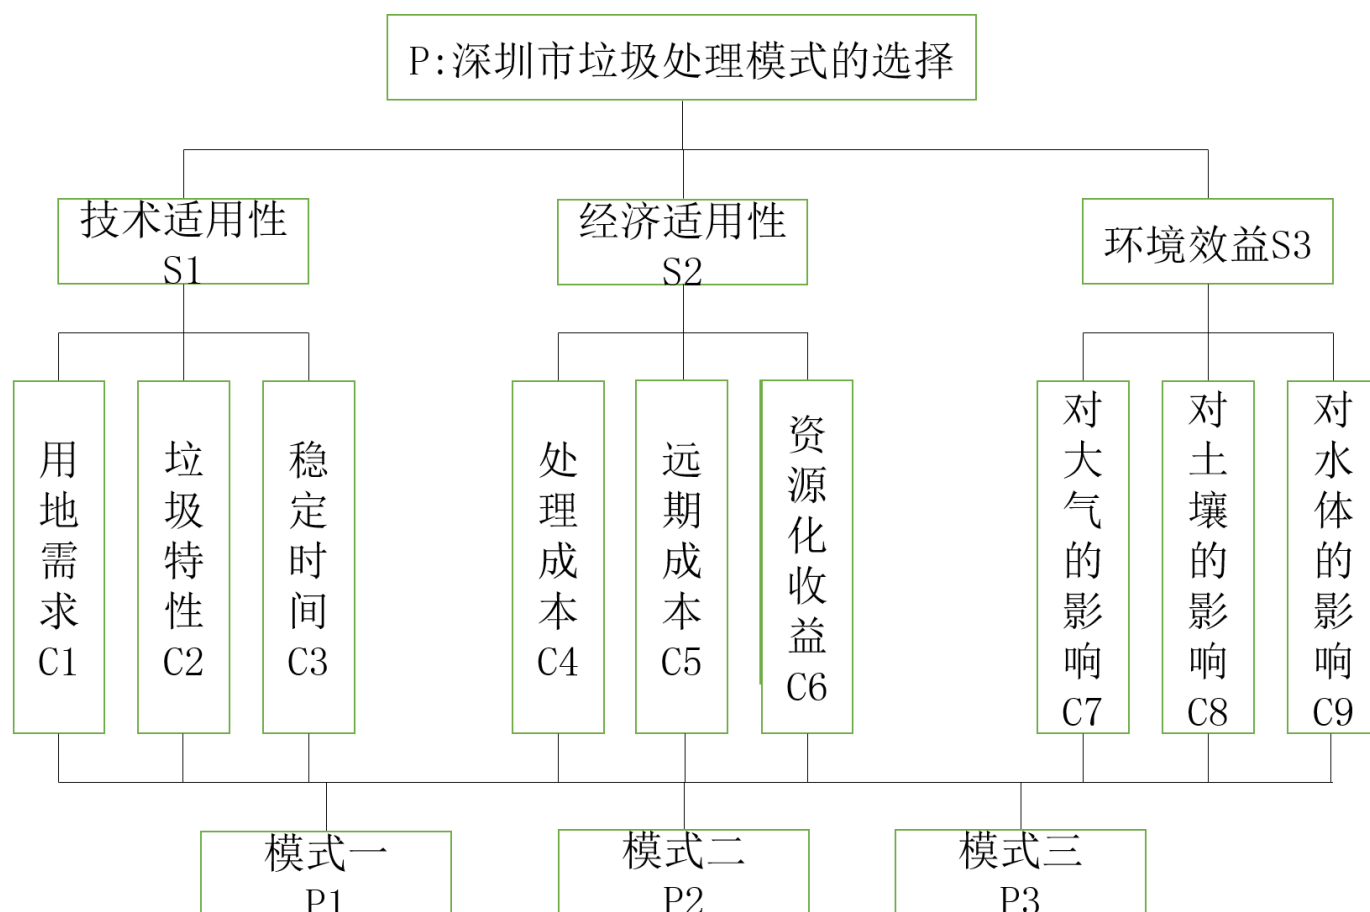 P:深圳市垃圾处理模式的选择
技术适用性
S1
经济适用性
S2
环境效益S3
用地需求C1
垃圾特性C2
稳定时间C3
处理成本C4
远期成本C5
资源化收益C6
对大气的影响C7
对土壤的影响C8
对水体的影响C9
模式一
P1
模式二
P2
模式三
P3